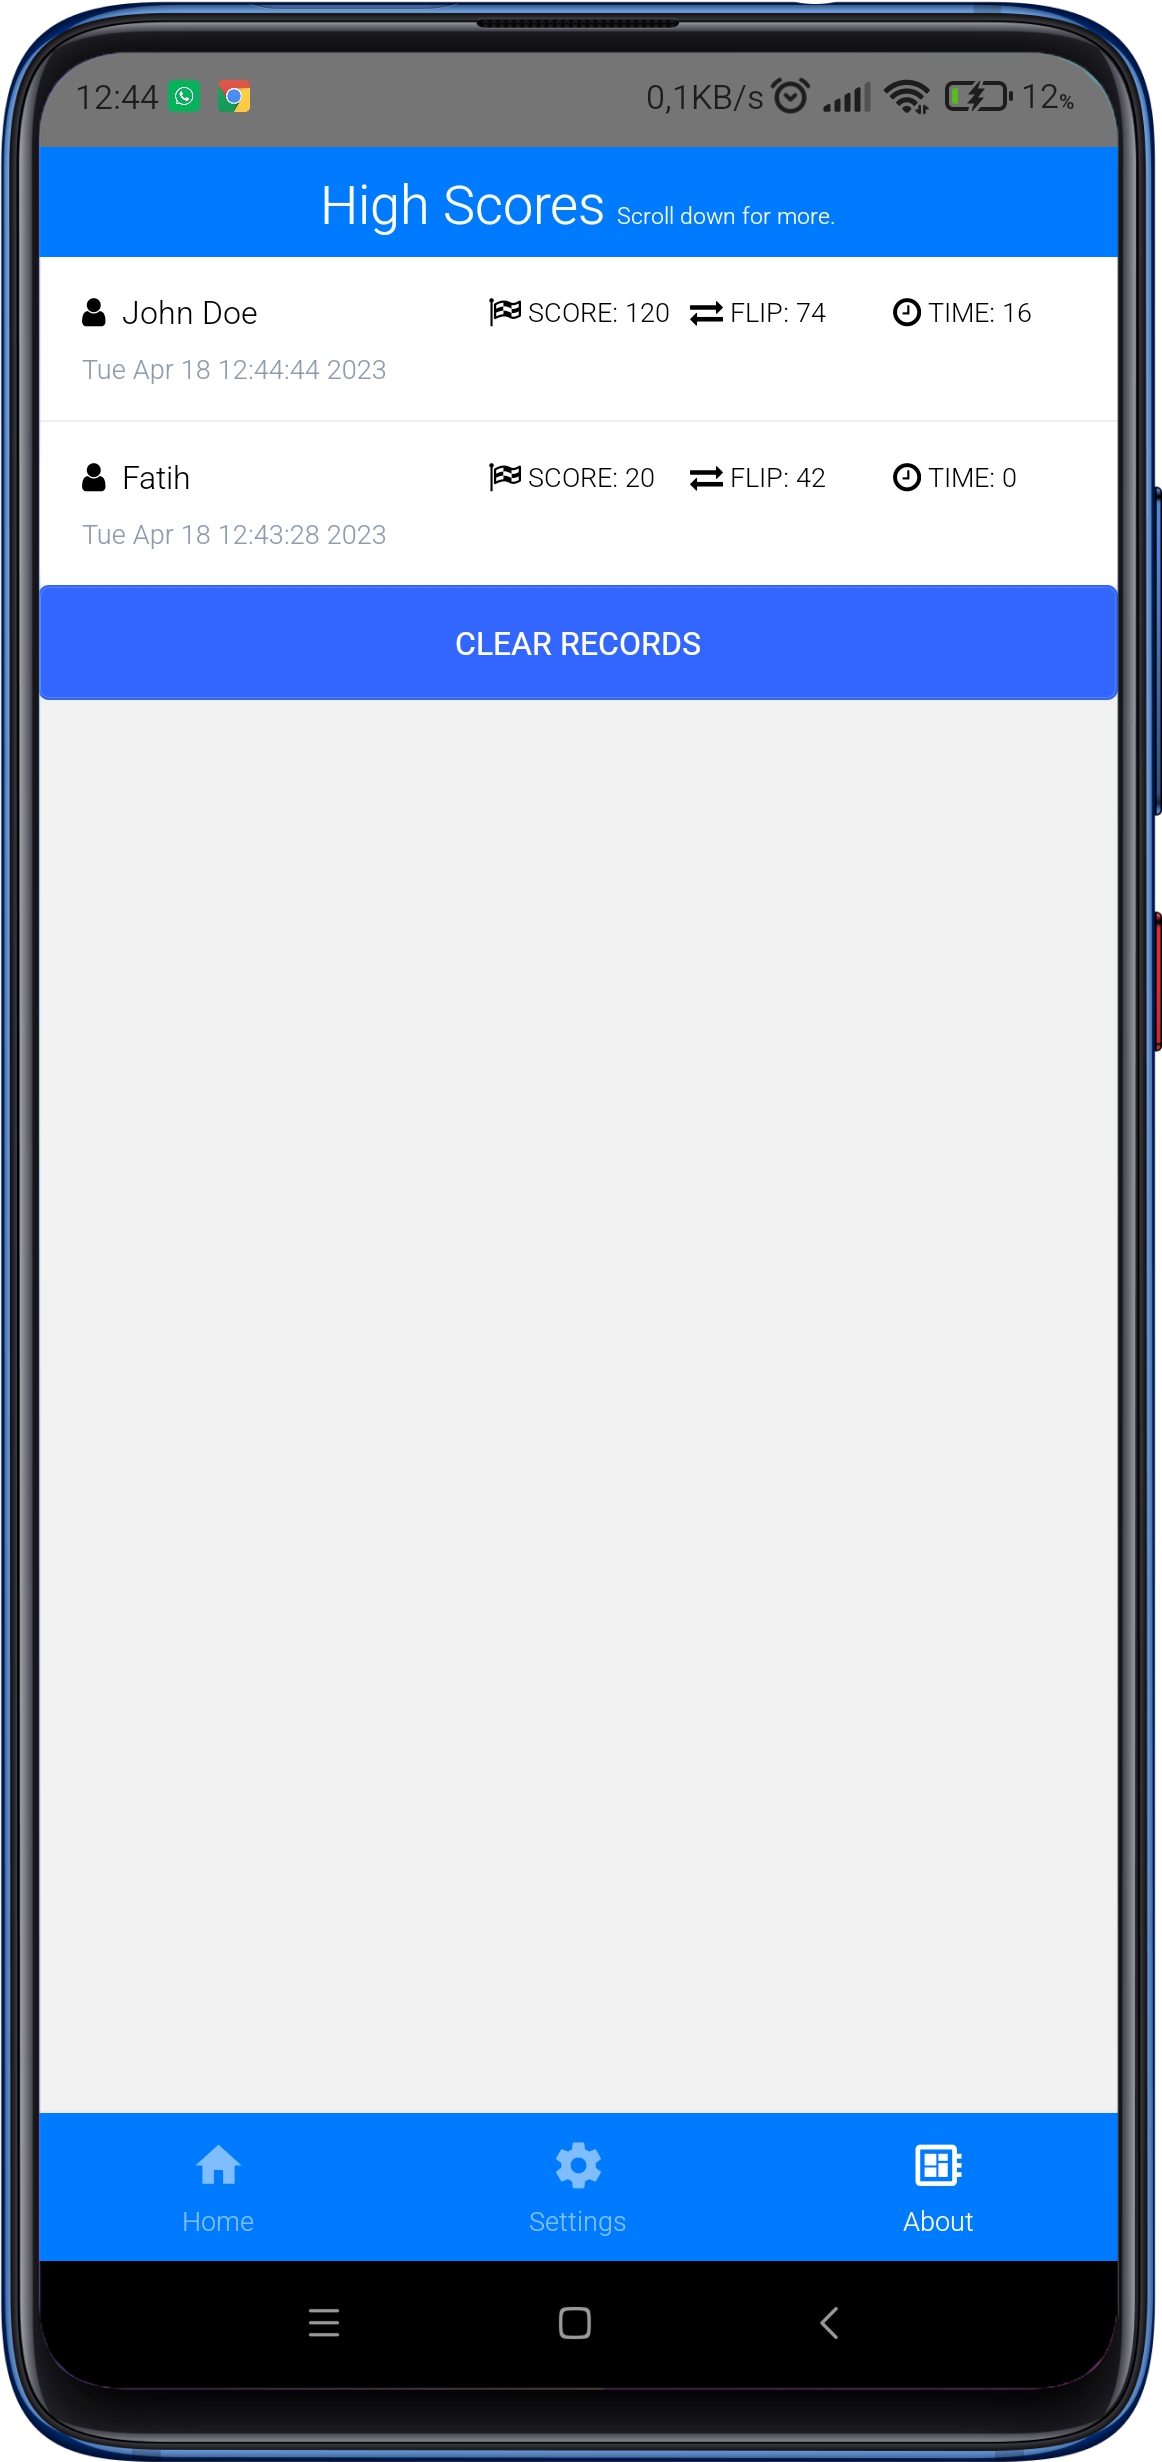 12:44 0,1KB/s 12%
High Scores Scroll down for more.
John Doe SCORE: 120 FLIP: 74 TIME: 16
Tue Apr 18 12:44:44 2023
Fatih SCORE: 20 FLIP: 42 TIME: 0
Tue Apr 18 12:43:28 2023
CLEAR RECORDS
Home Settings About